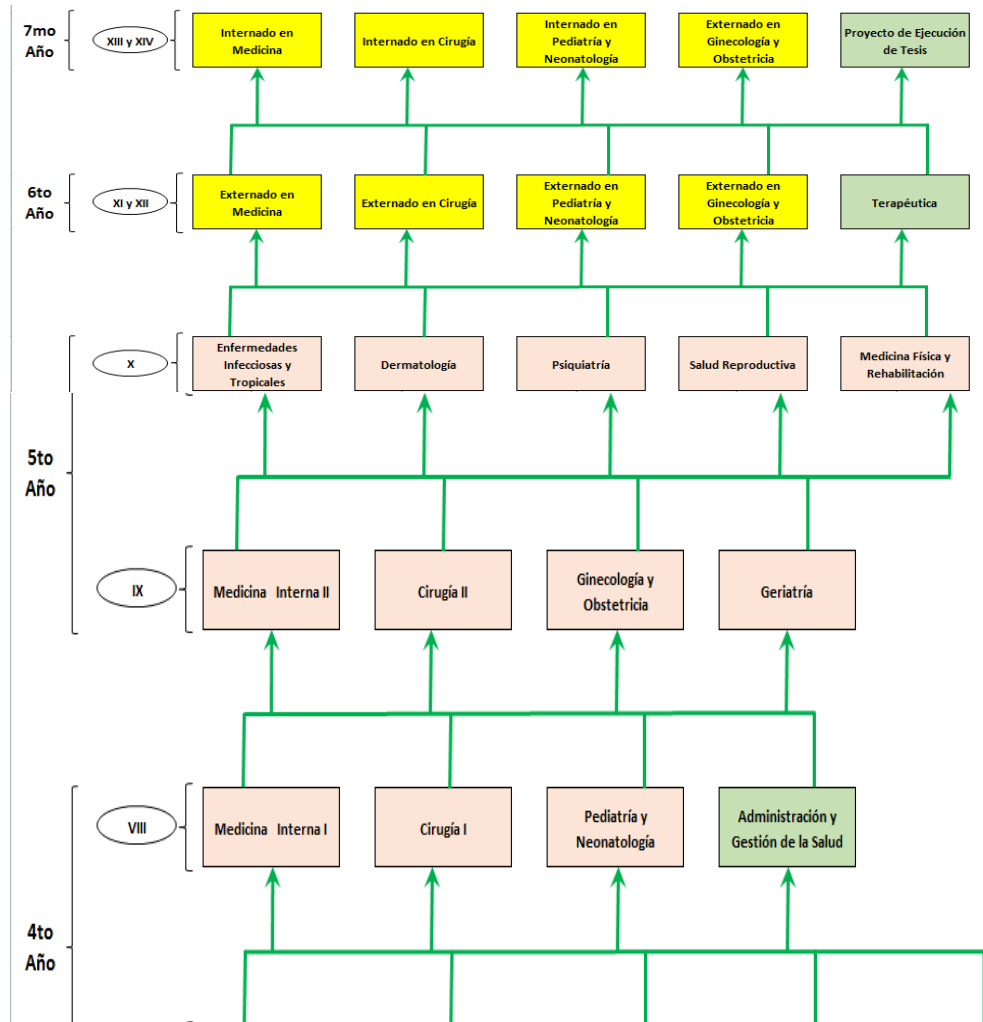 7mo
Año
XIII y XIV
Internado en
Medicina
Internado en Cirugía
Internado en
Pediatría y
Neonatología
Externado en
Ginecología y
Obstetricia
Proyecto de Ejecución
de Tesis
6to
Año
XI y XII
Externado en
Medicina
Externado en Cirugía
Externado en
Pediatría y
Neonatología
Externado en
Ginecología y
Obstetricia
Terapéutica
5to
Año
X
Enfermedades
Infecciosas y
Tropicales
Dermatología
Psiquiatría
Salud Reproductiva
Medicina Física y
Rehabilitación
IX
Medicina Interna II
Cirugía II
Ginecología y
Obstetricia
Geriatría
4to
Año
VIII
Medicina Interna I
Cirugía I
Pediatría y
Neonatología
Administración y
Gestión de la Salud